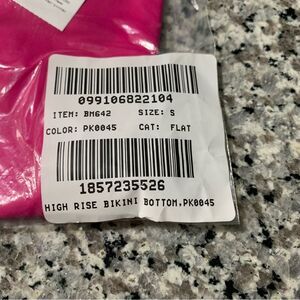 099106822104
ITEM: BM642 SIZE: S
COLOR: PK0045 CAT: FLAT
1857235526
HIGH RISE BIKINI BOTTOM,PK0045